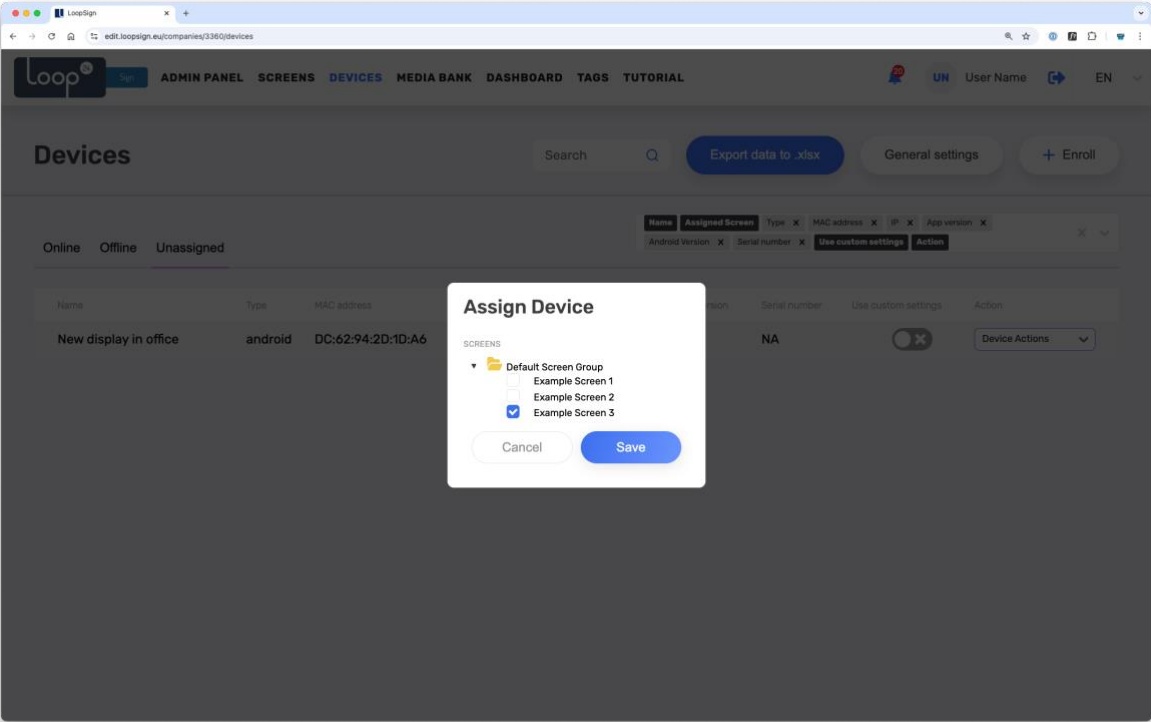 LoopSign
edit.loopsign.eu/companies/3360/devices
Loop 24 Sign ADMIN PANEL SCREENS DEVICES MEDIA BANK DASHBOARD TAGS TUTORIAL UN User Name EN
Devices Search Export data to .xlsx General settings + Enroll
Name Assigned Screen Type MAC address IP App version
Android Version Serial number Use custom settings Action
Online Offline Unassigned
Name Type MAC address Serial number Use custom settings Action
New display in office android DC:62:94:2D:1D:A6 NA Device Actions
Assign Device
SCREENS
Default Screen Group
Example Screen 1
Example Screen 2
Example Screen 3
Cancel Save